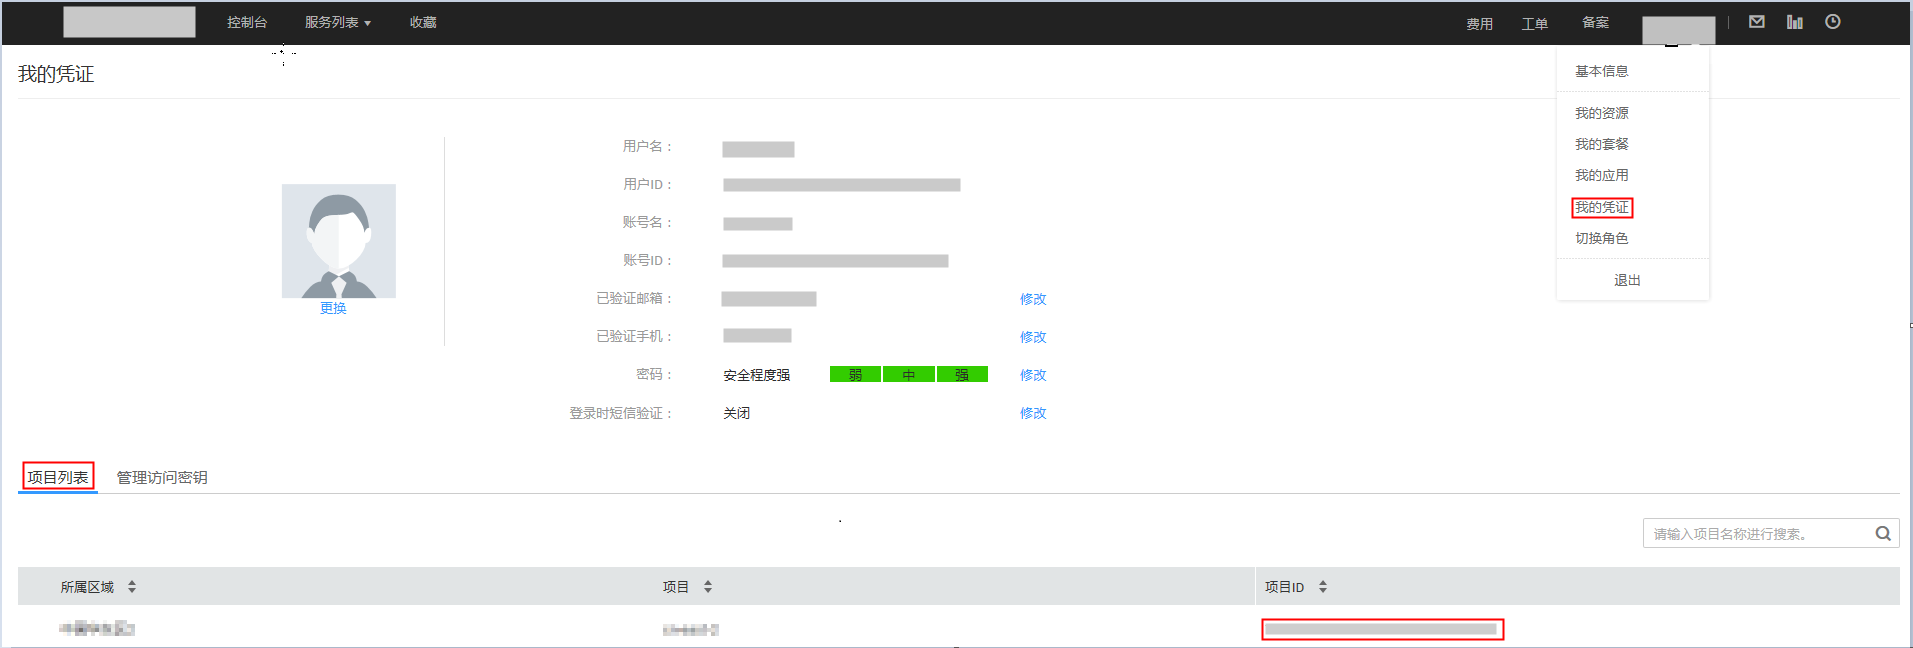 控制台 服务列表 收藏 费用 工单 备案
我的凭证
基本信息
我的资源
我的套餐
我的应用
我的凭证
切换角色
退出
更换
用户名：
用户ID：
账号名：
账号ID：
已验证邮箱： 修改
已验证手机： 修改
密码： 安全程度强 弱 中 强 修改
登录时短信验证： 关闭 修改
项目列表 管理访问密钥
请输入项目名称进行搜索。
所属区域 项目 项目ID